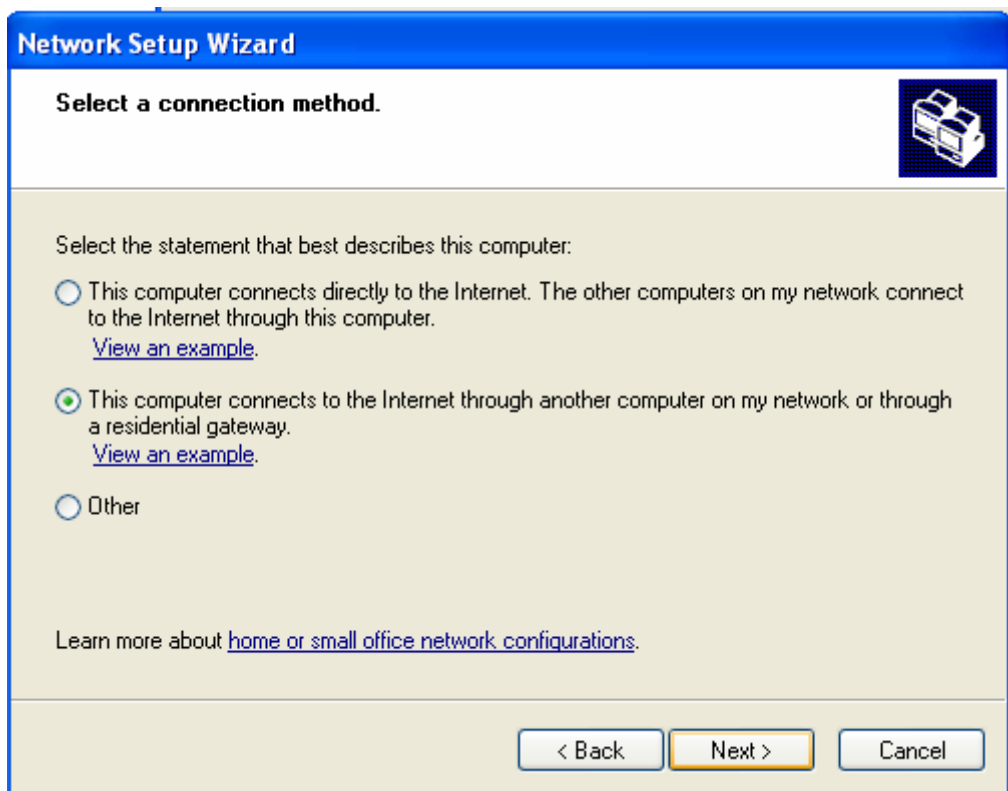 Network Setup Wizard
Select a connection method.
Select the statement that best describes this computer:
This computer connects directly to the Internet. The other computers on my network connect
to the Internet through this computer.
View an example.
This computer connects to the Internet through another computer on my network or through
a residential gateway.
View an example.
Other
Learn more about home or small office network configurations.
< Back Next > Cancel